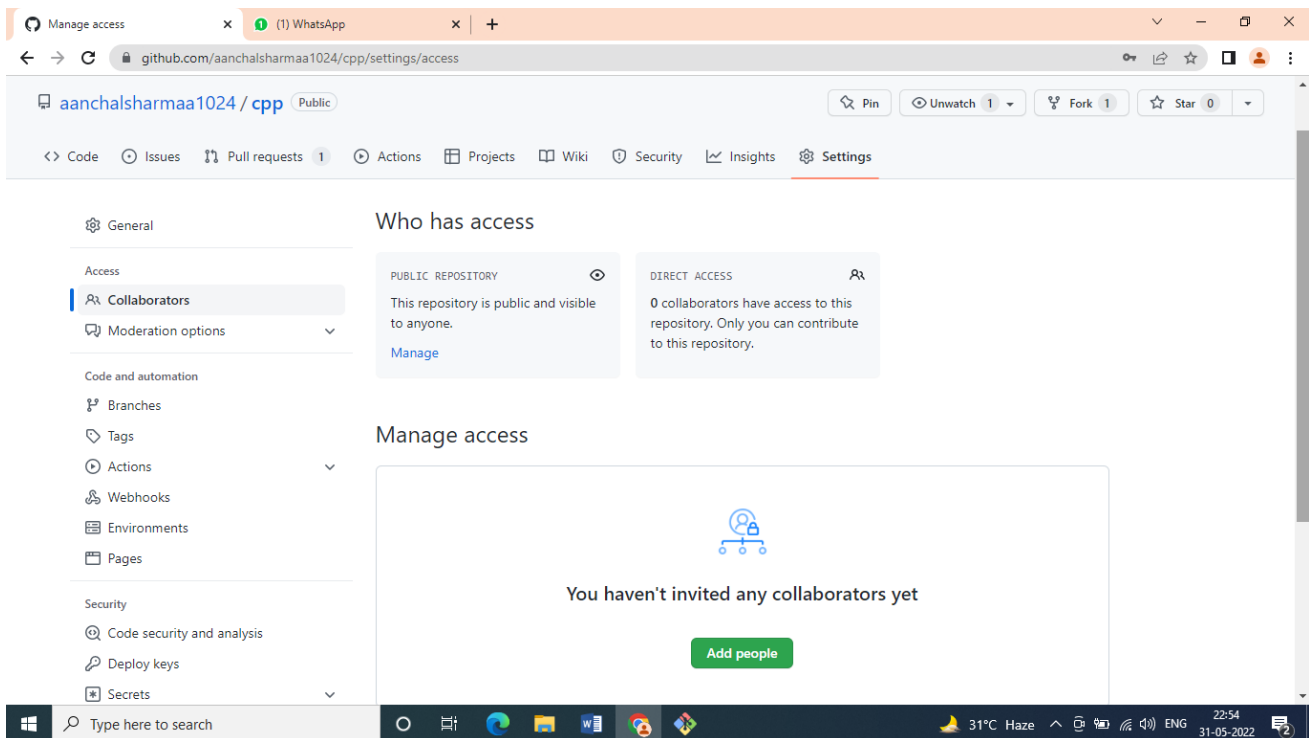 Manage access
(1) WhatsApp
github.com/aanchalsharmaa1024/cpp/settings/access
aanchalsharmaa1024 / cpp Public
Pin
Unwatch 1
Fork 1
Star 0
Code
Issues
Pull requests 1
Actions
Projects
Wiki
Security
Insights
Settings
General
Access
Collaborators
Moderation options
Code and automation
Branches
Tags
Actions
Webhooks
Environments
Pages
Security
Code security and analysis
Deploy keys
Secrets
Who has access
PUBLIC REPOSITORY
This repository is public and visible
to anyone.
Manage
DIRECT ACCESS
0 collaborators have access to this
repository. Only you can contribute
to this repository.
Manage access
You haven't invited any collaborators yet
Add people
Type here to search
31°C Haze
ENG
22:54
31-05-2022
2